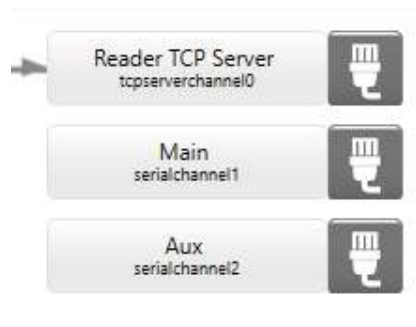 Reader TCP Server
tcpserverchannel0
Main
serialchannel1
Aux
serialchannel2